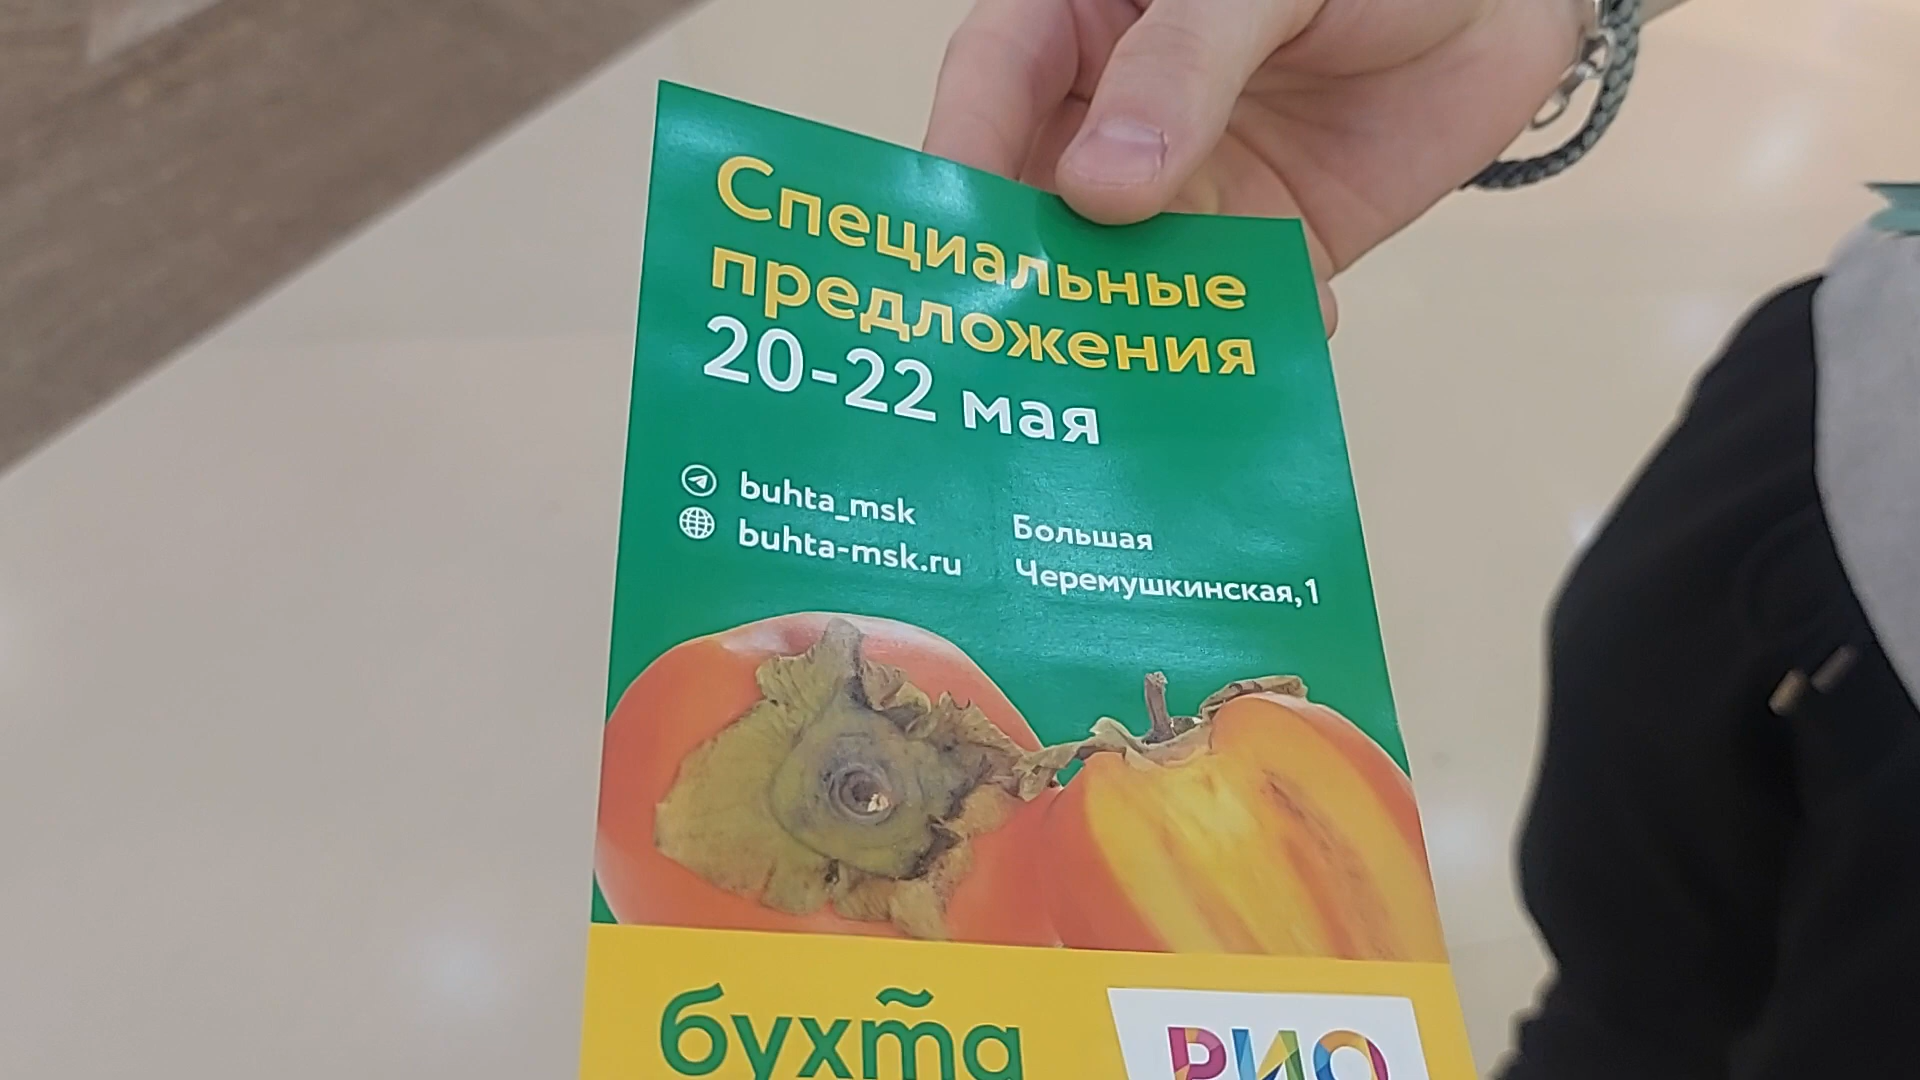 Специальные
предложения
20-22 мая
buhta_msk
buhta-msk.ru
Большая
Черемушкинская, 1
бухта
РИО